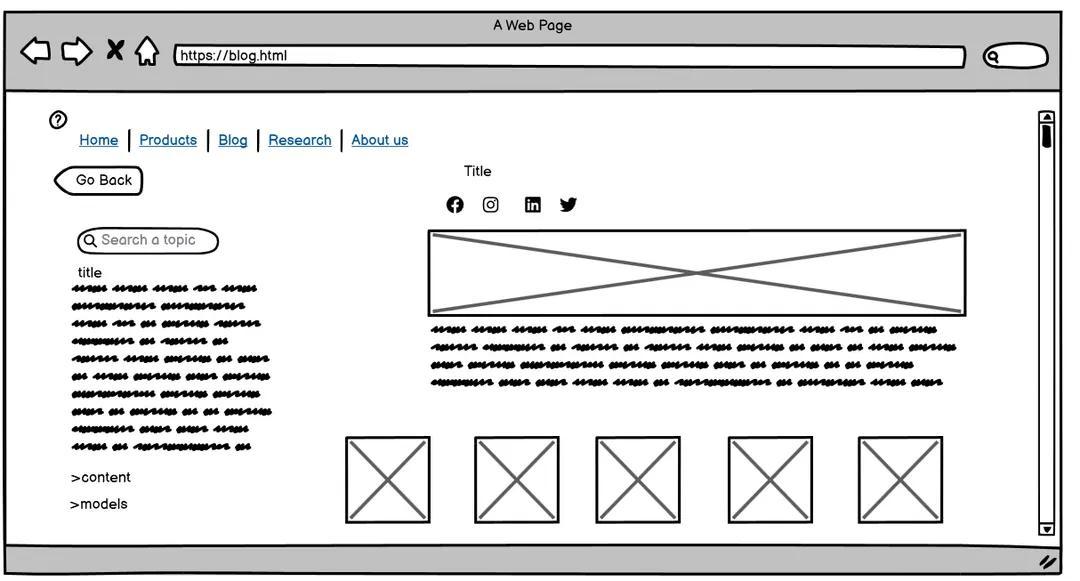 A Web Page
https://blog.html
?
Home Products Blog Research About us
Go Back
Title
Search a topic
title
>content
>models